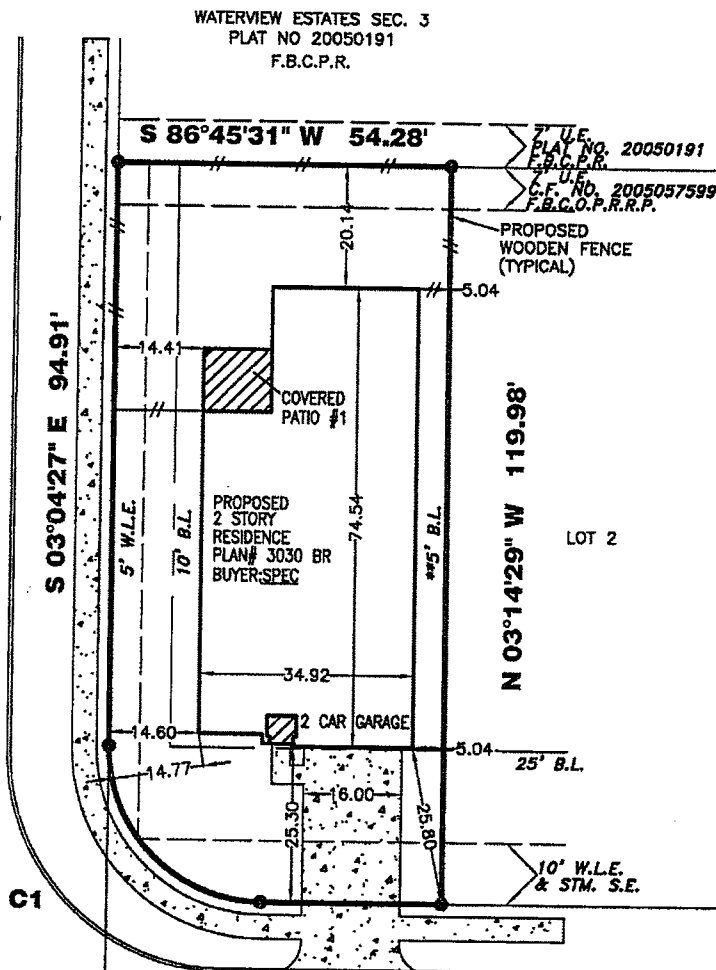 WATERVIEW ESTATES SEC. 3
PLAT NO 20050191
F.B.C.P.R.
S 86°45'31" W 54.28'
7' U.E.
PLAT NO. 20050191
F.B.C.P.R.
7' U.E.
C.F. NO. 2005057599
F.B.C.O.P.R.R.P.
20.14
PROPOSED
WOODEN FENCE
(TYPICAL)
5.04
14.41
COVERED
PATIO #1
S 03°04'27" E 94.91'
5' W.L.E.
10' B.L.
PROPOSED
2 STORY
RESIDENCE
PLAN# 3030 BR
BUYER:SPEC
74.54
**5' B.L.
N 03°14'29" W 119.98'
LOT 2
34.92
2 CAR GARAGE
14.60
14.77
5.04
25' B.L.
16.00
25.30
25.80
10' W.L.E.
& STM. S.E.
C1